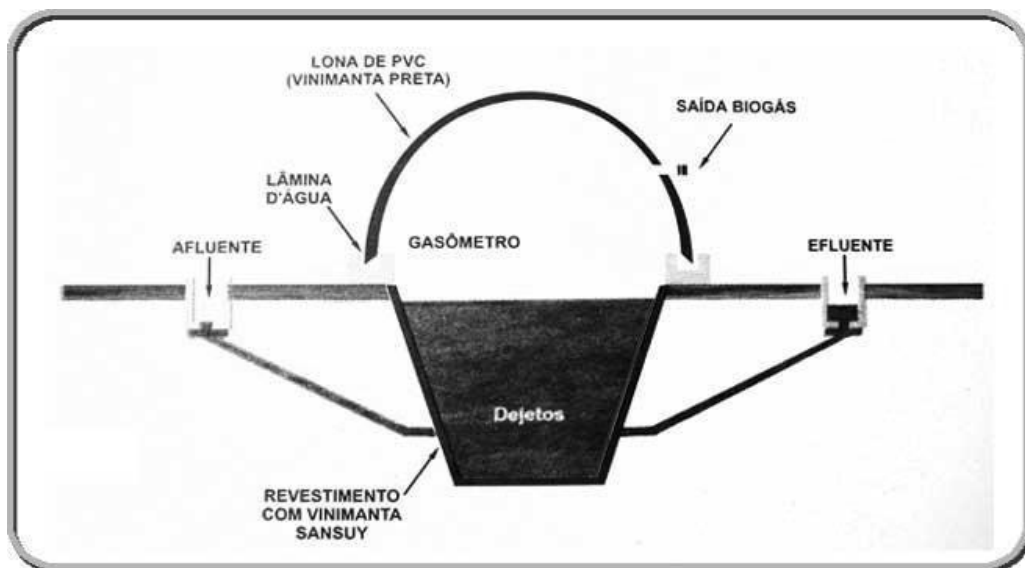 LONA DE PVC
(VINIMANTA PRETA)
SAÍDA BIOGÁS
LÂMINA
D'ÁGUA
GASÔMETRO
AFLUENTE
EFLUENTE
Dejetos
REVESTIMENTO
COM VINIMANTA
SANSUY